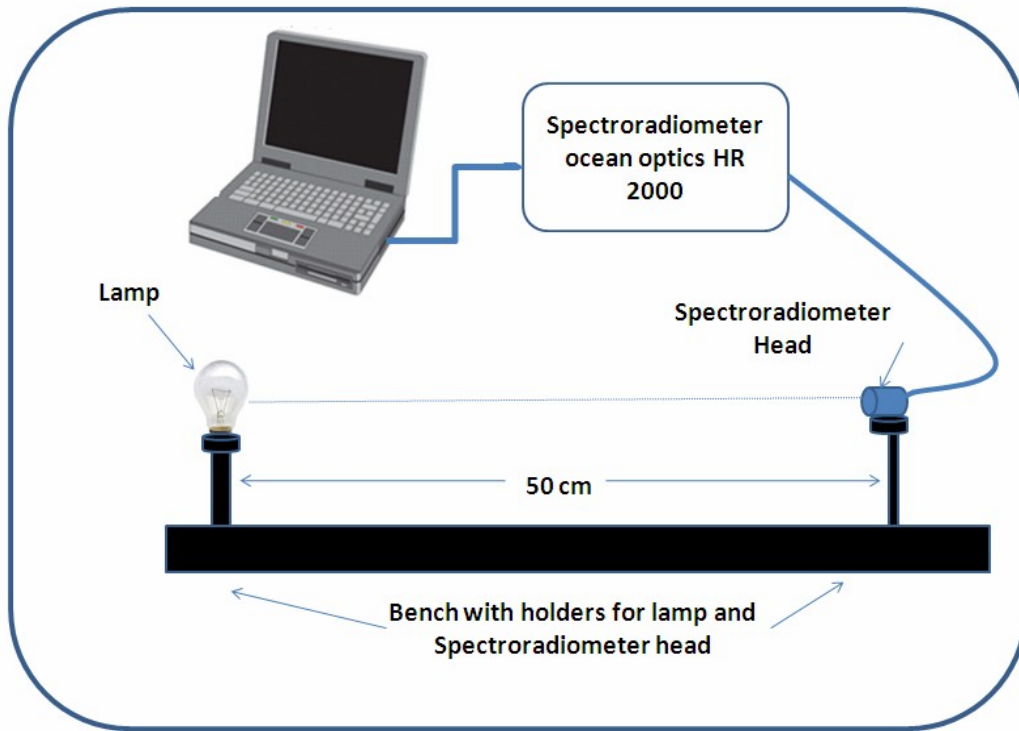 Spectroradiometer
ocean optics HR
2000
Lamp
Spectroradiometer
Head
50 cm
Bench with holders for lamp and
Spectroradiometer head